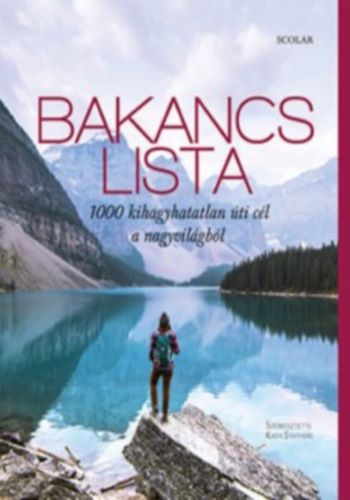 SCOLAR
BAKANCS
LISTA
1000 kihagyhatatlan úti cél
a nagyvilágból
SZERKESZTETTE
KATH STATHERS